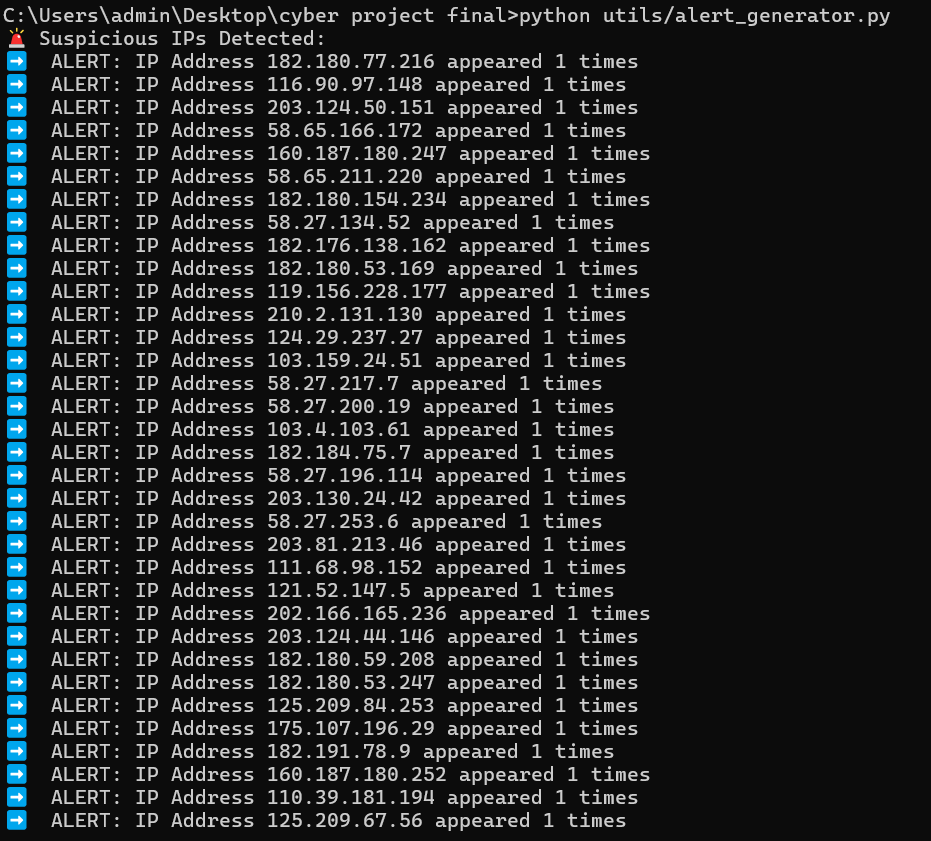 C:\Users\admin\Desktop\cyber project final>python utils/alert_generator.py
🚨 Suspicious IPs Detected:
➡ ALERT: IP Address 182.180.77.216 appeared 1 times
➡ ALERT: IP Address 116.90.97.148 appeared 1 times
➡ ALERT: IP Address 203.124.50.151 appeared 1 times
➡ ALERT: IP Address 58.65.166.172 appeared 1 times
➡ ALERT: IP Address 160.187.180.247 appeared 1 times
➡ ALERT: IP Address 58.65.211.220 appeared 1 times
➡ ALERT: IP Address 182.180.154.234 appeared 1 times
➡ ALERT: IP Address 58.27.134.52 appeared 1 times
➡ ALERT: IP Address 182.176.138.162 appeared 1 times
➡ ALERT: IP Address 182.180.53.169 appeared 1 times
➡ ALERT: IP Address 119.156.228.177 appeared 1 times
➡ ALERT: IP Address 210.2.131.130 appeared 1 times
➡ ALERT: IP Address 124.29.237.27 appeared 1 times
➡ ALERT: IP Address 103.159.24.51 appeared 1 times
➡ ALERT: IP Address 58.27.217.7 appeared 1 times
➡ ALERT: IP Address 58.27.200.19 appeared 1 times
➡ ALERT: IP Address 103.4.103.61 appeared 1 times
➡ ALERT: IP Address 182.184.75.7 appeared 1 times
➡ ALERT: IP Address 58.27.196.114 appeared 1 times
➡ ALERT: IP Address 203.130.24.42 appeared 1 times
➡ ALERT: IP Address 58.27.253.6 appeared 1 times
➡ ALERT: IP Address 203.81.213.46 appeared 1 times
➡ ALERT: IP Address 111.68.98.152 appeared 1 times
➡ ALERT: IP Address 121.52.147.5 appeared 1 times
➡ ALERT: IP Address 202.166.165.236 appeared 1 times
➡ ALERT: IP Address 203.124.44.146 appeared 1 times
➡ ALERT: IP Address 182.180.59.208 appeared 1 times
➡ ALERT: IP Address 182.180.53.247 appeared 1 times
➡ ALERT: IP Address 125.209.84.253 appeared 1 times
➡ ALERT: IP Address 175.107.196.29 appeared 1 times
➡ ALERT: IP Address 182.191.78.9 appeared 1 times
➡ ALERT: IP Address 160.187.180.252 appeared 1 times
➡ ALERT: IP Address 110.39.181.194 appeared 1 times
➡ ALERT: IP Address 125.209.67.56 appeared 1 times